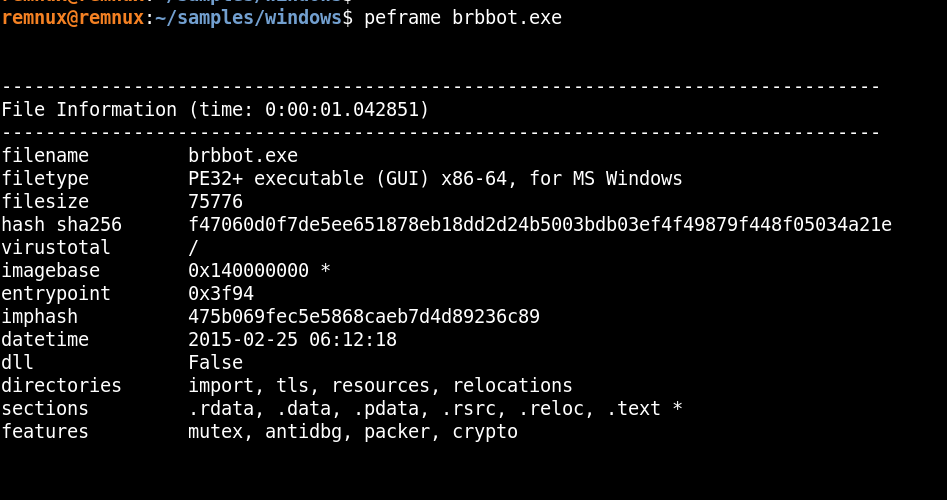 remnux@remnux:~/samples/windows$ peframe brbbot.exe
--------------------------------------------------------------------------------
File Information (time: 0:00:01.042851)
--------------------------------------------------------------------------------
filename         brbbot.exe
filetype         PE32+ executable (GUI) x86-64, for MS Windows
filesize         75776
hash sha256      f47060d0f7de5ee651878eb18dd2d24b5003bdb03ef4f49879f448f05034a21e
virustotal       /
imagebase        0x140000000 *
entrypoint       0x3f94
imphash          475b069fec5e5868caeb7d4d89236c89
datetime         2015-02-25 06:12:18
dll              False
directories      import, tls, resources, relocations
sections         .rdata, .data, .pdata, .rsrc, .reloc, .text *
features         mutex, antidbg, packer, crypto